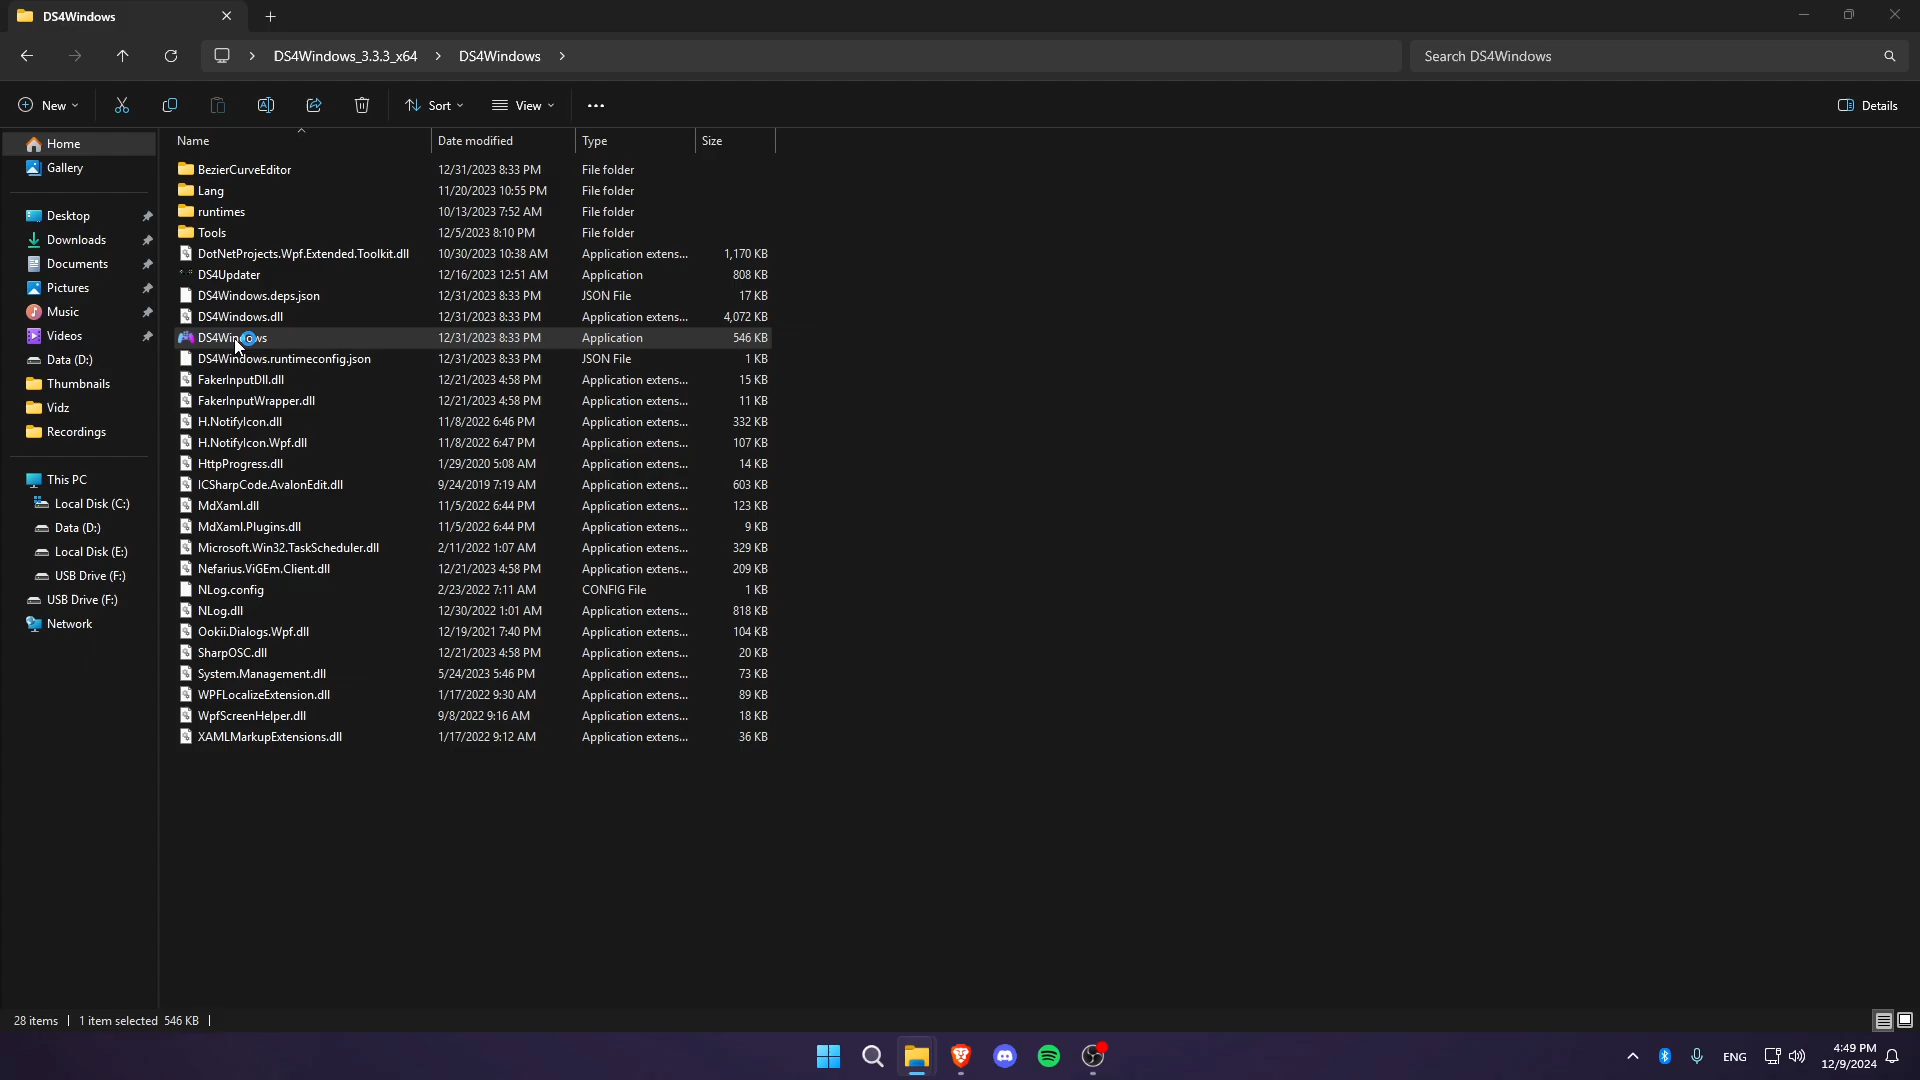 DS4Windows
DS4Windows_3.3.3_x64 > DS4Windows >
Search DS4Windows
New
Sort
View
Details
Name
Date modified
Type
Size
Home
Gallery
Desktop
Downloads
Documents
Pictures
Music
Videos
Data (D:)
Thumbnails
Vidz
Recordings
This PC
Local Disk (C:)
Data (D:)
Local Disk (E:)
USB Drive (F:)
USB Drive (F:)
Network
BezierCurveEditor 12/31/2023 8:33 PM File folder
Lang 11/20/2023 10:55 PM File folder
runtimes 10/13/2023 7:52 AM File folder
Tools 12/5/2023 8:10 PM File folder
DotNetProjects.Wpf.Extended.Toolkit.dll 10/30/2023 10:38 AM Application extens... 1,170 KB
DS4Updater 12/16/2023 12:51 AM Application 808 KB
DS4Windows.deps.json 12/31/2023 8:33 PM JSON File 17 KB
DS4Windows.dll 12/31/2023 8:33 PM Application extens... 4,072 KB
DS4Windows 12/31/2023 8:33 PM Application 546 KB
DS4Windows.runtimeconfig.json 12/31/2023 8:33 PM JSON File 1 KB
FakerInputDll.dll 12/21/2023 4:58 PM Application extens... 15 KB
FakerInputWrapper.dll 12/21/2023 4:58 PM Application extens... 11 KB
H.NotifyIcon.dll 11/8/2022 6:46 PM Application extens... 332 KB
H.NotifyIcon.Wpf.dll 11/8/2022 6:47 PM Application extens... 107 KB
HttpProgress.dll 1/29/2020 5:08 AM Application extens... 14 KB
ICSharpCode.AvalonEdit.dll 9/24/2019 7:19 AM Application extens... 603 KB
MdXaml.dll 11/5/2022 6:44 PM Application extens... 123 KB
MdXaml.Plugins.dll 11/5/2022 6:44 PM Application extens... 9 KB
Microsoft.Win32.TaskScheduler.dll 2/11/2022 1:07 AM Application extens... 329 KB
Nefarius.ViGEm.Client.dll 12/21/2023 4:58 PM Application extens... 209 KB
NLog.config 2/23/2022 7:11 AM CONFIG File 1 KB
NLog.dll 12/30/2022 1:01 AM Application extens... 818 KB
Ookii.Dialogs.Wpf.dll 12/19/2021 7:40 PM Application extens... 104 KB
SharpOSC.dll 12/21/2023 4:58 PM Application extens... 20 KB
System.Management.dll 5/24/2023 5:46 PM Application extens... 73 KB
WPFLocalizeExtension.dll 1/17/2022 9:30 AM Application extens... 89 KB
WpfScreenHelper.dll 9/8/2022 9:16 AM Application extens... 18 KB
XAMLMarkupExtensions.dll 1/17/2022 9:12 AM Application extens... 36 KB
28 items | 1 item selected 546 KB |
ENG
4:49 PM
12/9/2024